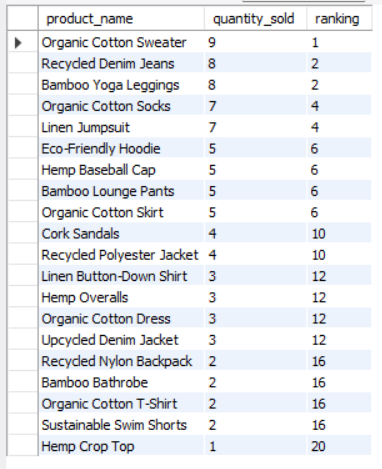 product_name quantity_sold ranking
Organic Cotton Sweater 9 1
Recycled Denim Jeans 8 2
Bamboo Yoga Leggings 8 2
Organic Cotton Socks 7 4
Linen Jumpsuit 7 4
Eco-Friendly Hoodie 5 6
Hemp Baseball Cap 5 6
Bamboo Lounge Pants 5 6
Organic Cotton Skirt 5 6
Cork Sandals 4 10
Recycled Polyester Jacket 4 10
Linen Button-Down Shirt 3 12
Hemp Overalls 3 12
Organic Cotton Dress 3 12
Upcycled Denim Jacket 3 12
Recycled Nylon Backpack 2 16
Bamboo Bathrobe 2 16
Organic Cotton T-Shirt 2 16
Sustainable Swim Shorts 2 16
Hemp Crop Top 1 20